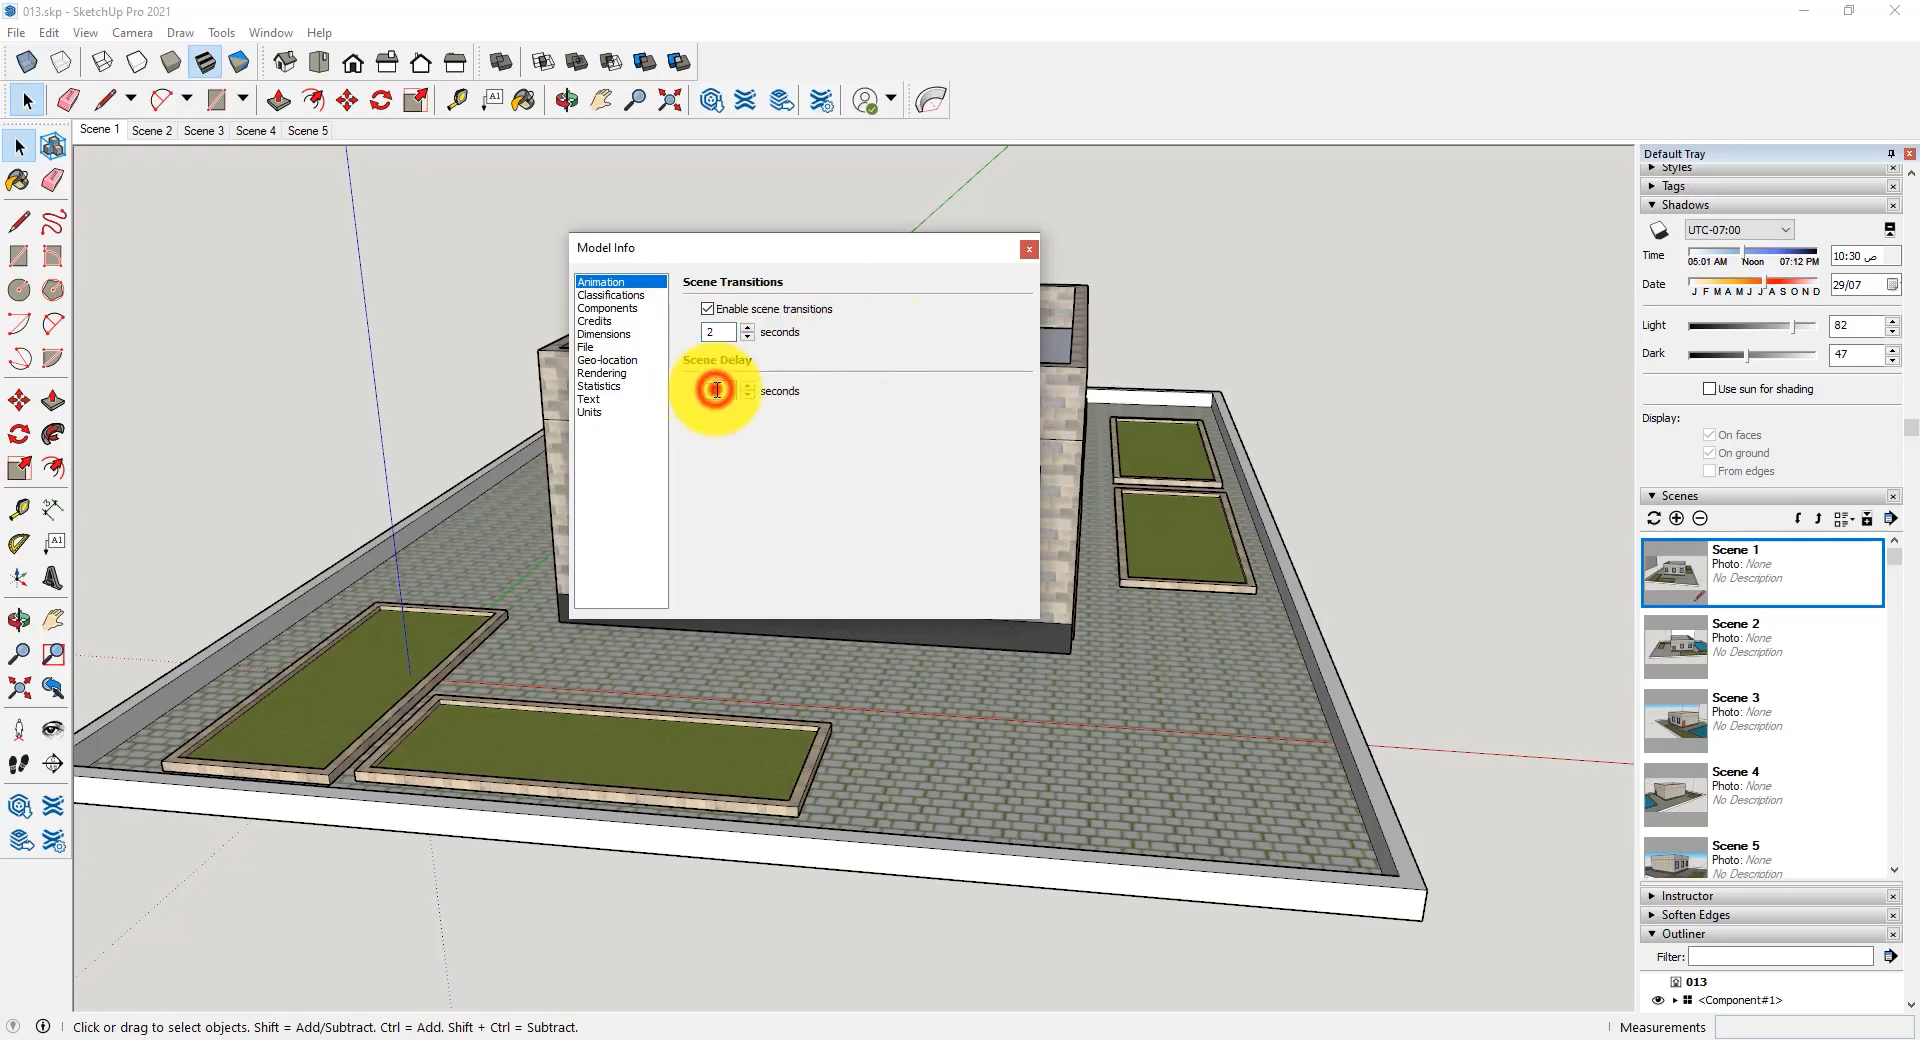 013.skp - SketchUp Pro 2021
File Edit View Camera Draw Tools Window Help
A1
Scene 1 Scene 2 Scene 3 Scene 4 Scene 5
Model Info
Animation
Classifications
Components
Credits
Dimensions
File
Geo-location
Rendering
Statistics
Text
Units
Scene Transitions
Enable scene transitions
2 seconds
Scene Delay
seconds
A1
Default Tray
Styles
Tags
Shadows
UTC-07:00
Time 05:01 AM Noon 07:12 PM 10:30 ص
Date J F M A M J J A S O N D 29/07
Light 82
Dark 47
Use sun for shading
Display:
On faces
On ground
From edges
Scenes
Scene 1
Photo: None
No Description
Scene 2
Photo: None
No Description
Scene 3
Photo: None
No Description
Scene 4
Photo: None
No Description
Scene 5
Photo: None
No Description
Instructor
Soften Edges
Outliner
Filter:
013
<Component#1>
Click or drag to select objects. Shift = Add/Subtract. Ctrl = Add. Shift + Ctrl = Subtract.
Measurements